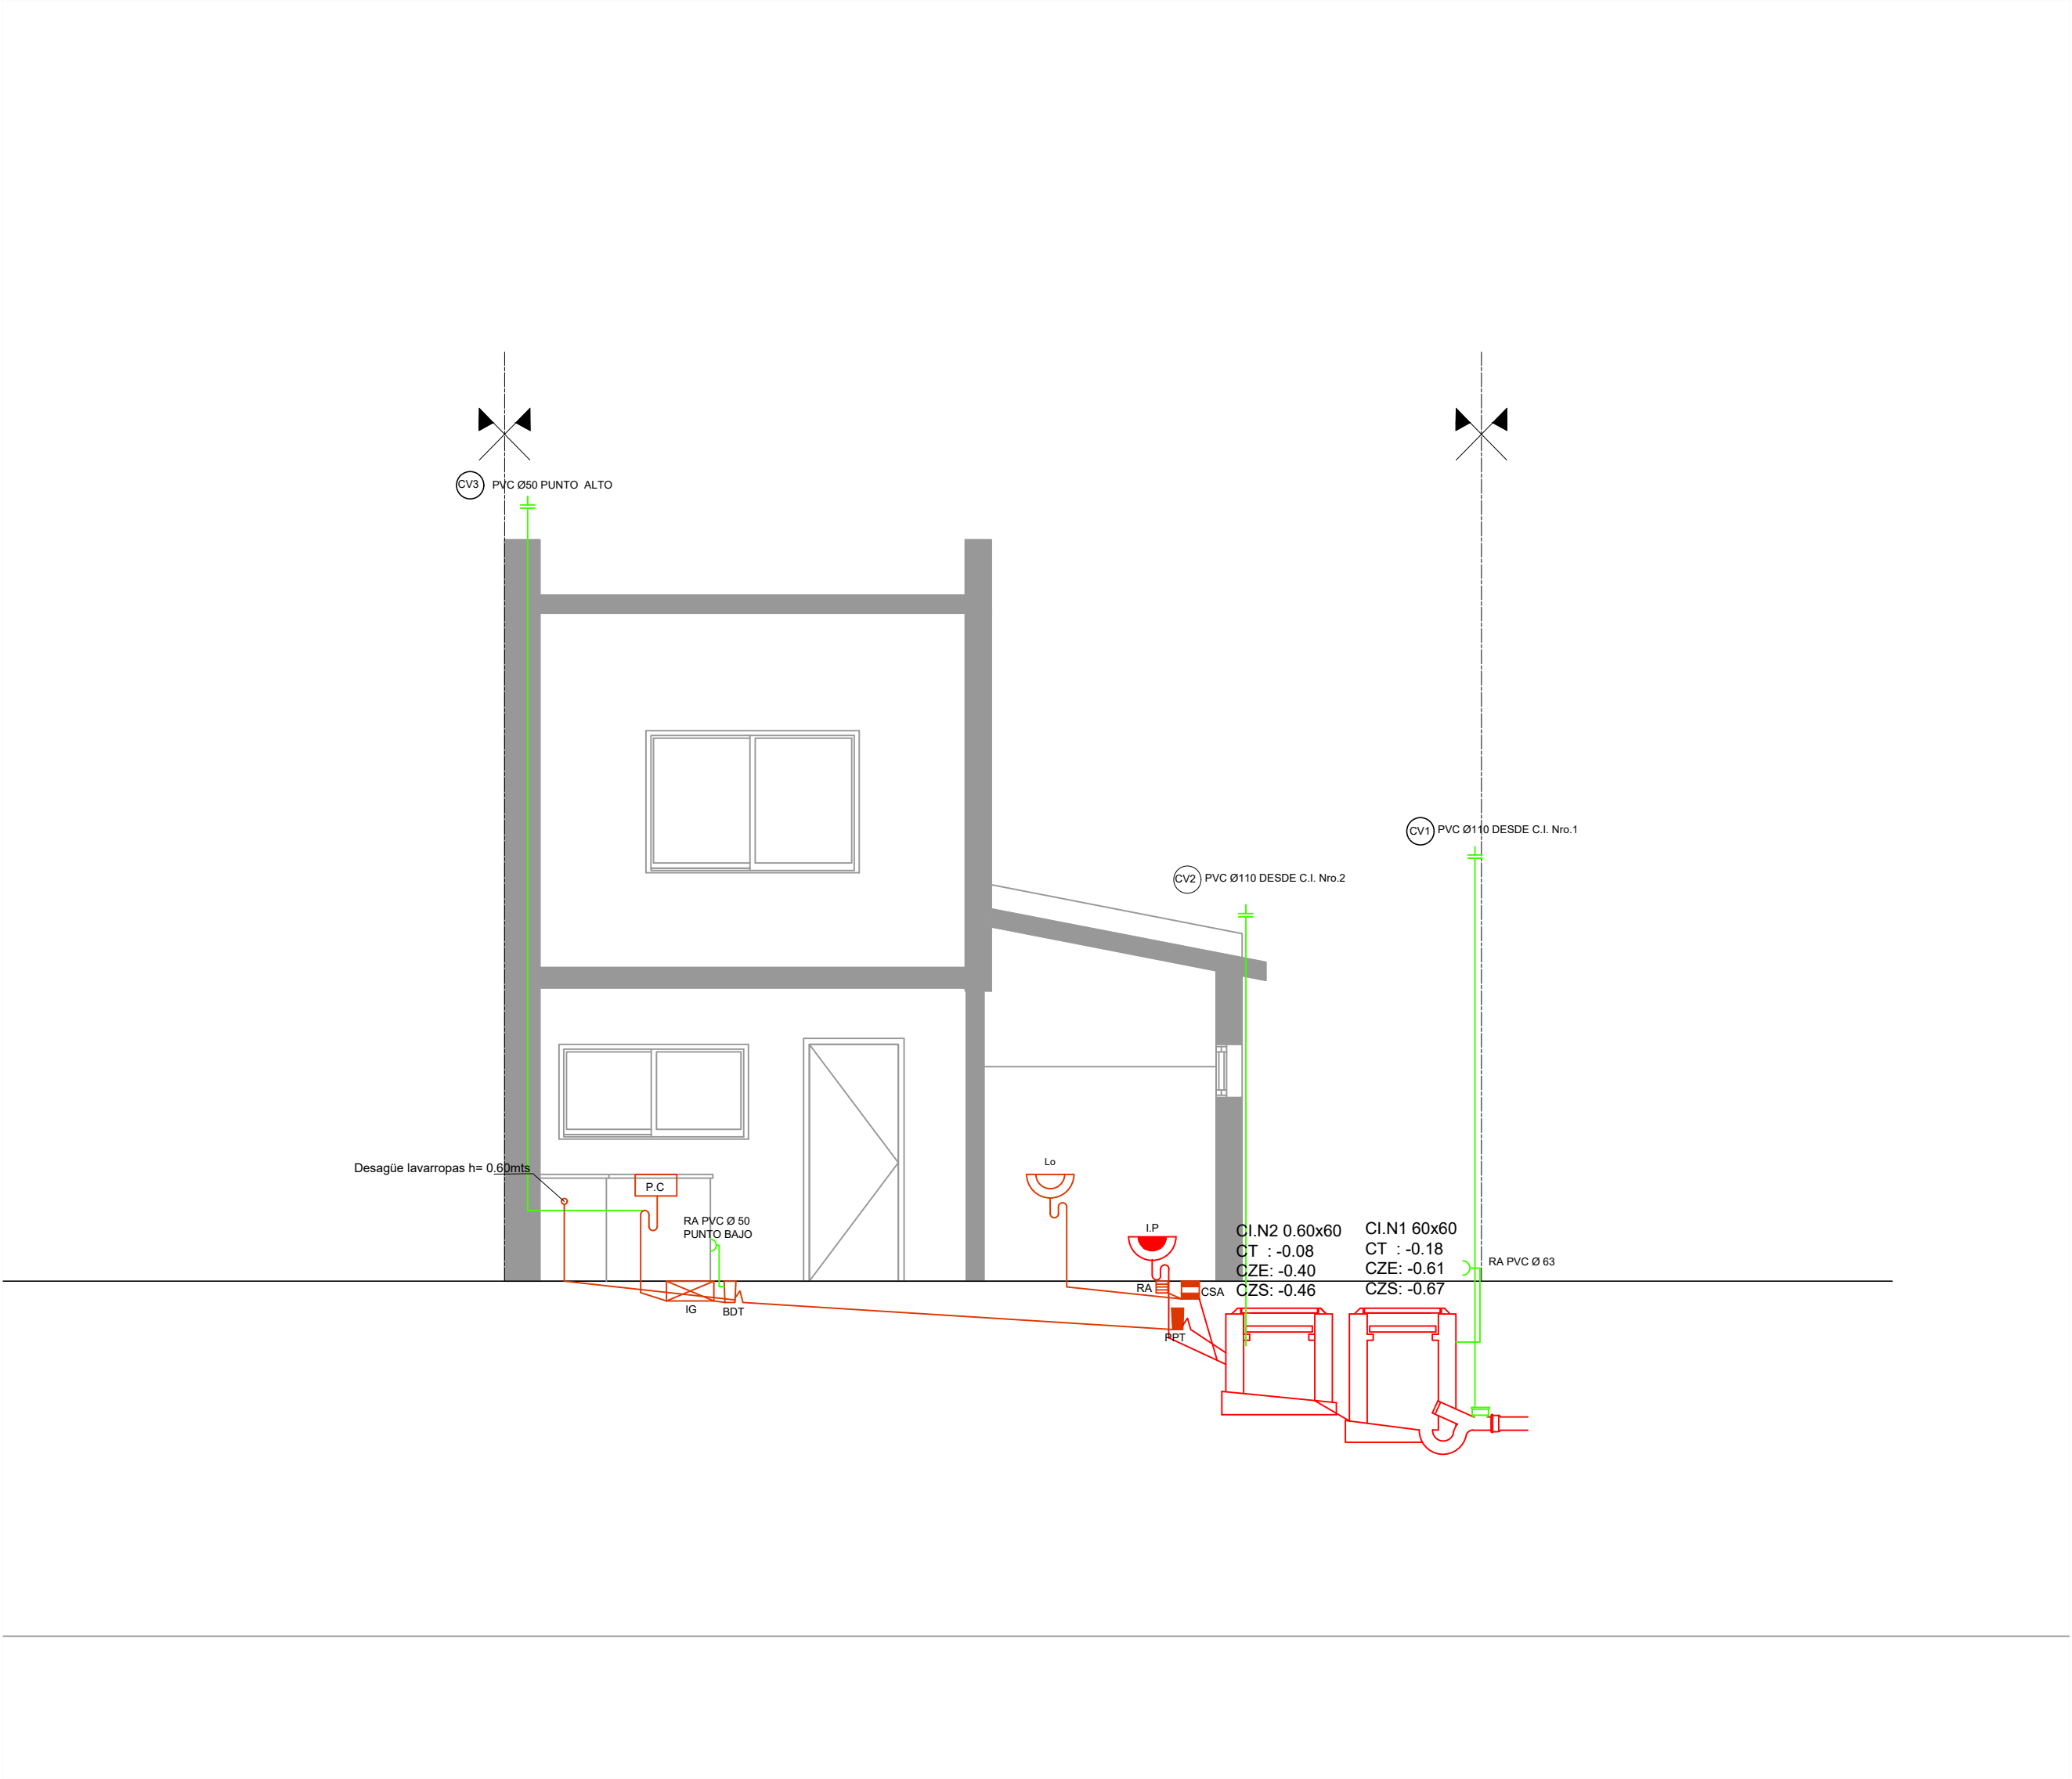 CV3 PVC Ø50 PUNTO ALTO
CV1 PVC Ø110 DESDE C.I. Nro.1
CV2 PVC Ø110 DESDE C.I. Nro.2
Desagüe lavarropas h= 0.60mts
P.C
RA PVC Ø 50
PUNTO BAJO
IG
BDT
Lo
I.P
RA
CSA
PPT
CI.N2 0.60x60
CT : -0.08
CZE: -0.40
CZS: -0.46
CI.N1 60x60
CT : -0.18
CZE: -0.61
CZS: -0.67
RA PVC Ø 63